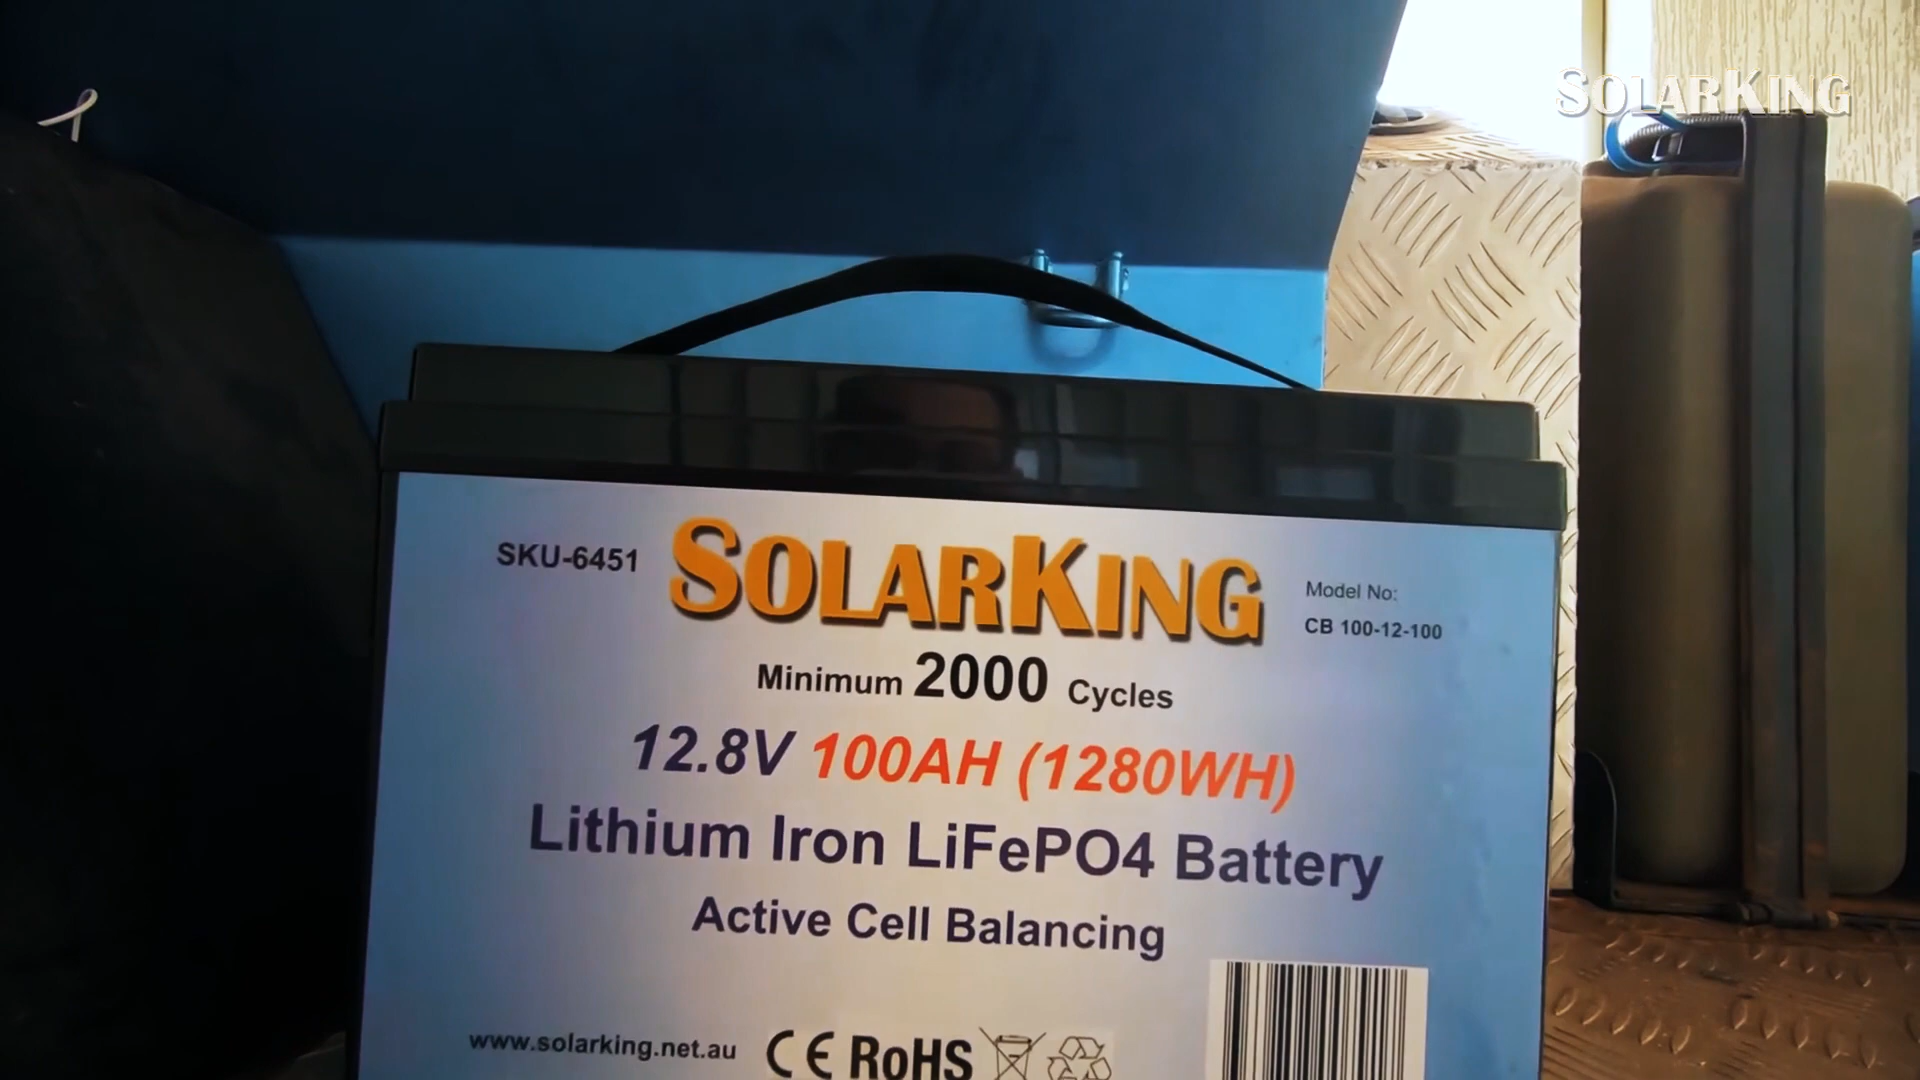 SOLARKING
SKU-6451
SOLARKING
Model No:
CB 100-12-100
Minimum 2000 Cycles
12.8V 100AH (1280WH)
Lithium Iron LiFePO4 Battery
Active Cell Balancing
www.solarking.net.au
CE RoHS